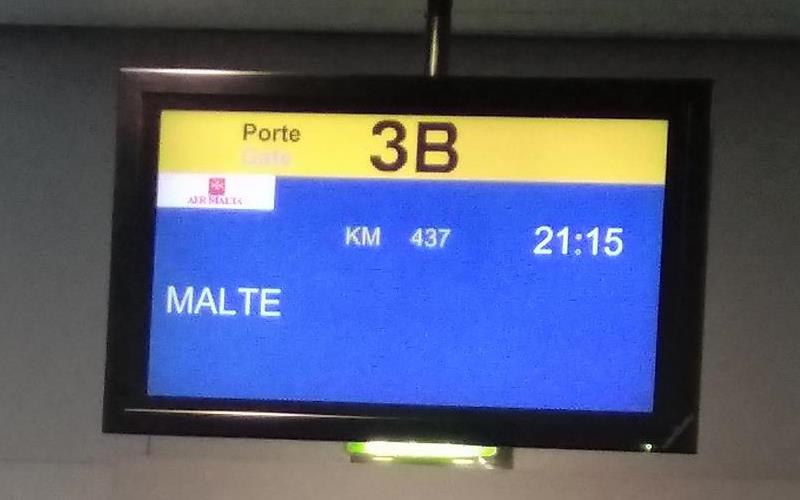 Porte 3B
Gate
AIR MALTA
KM 437 21:15
MALTE